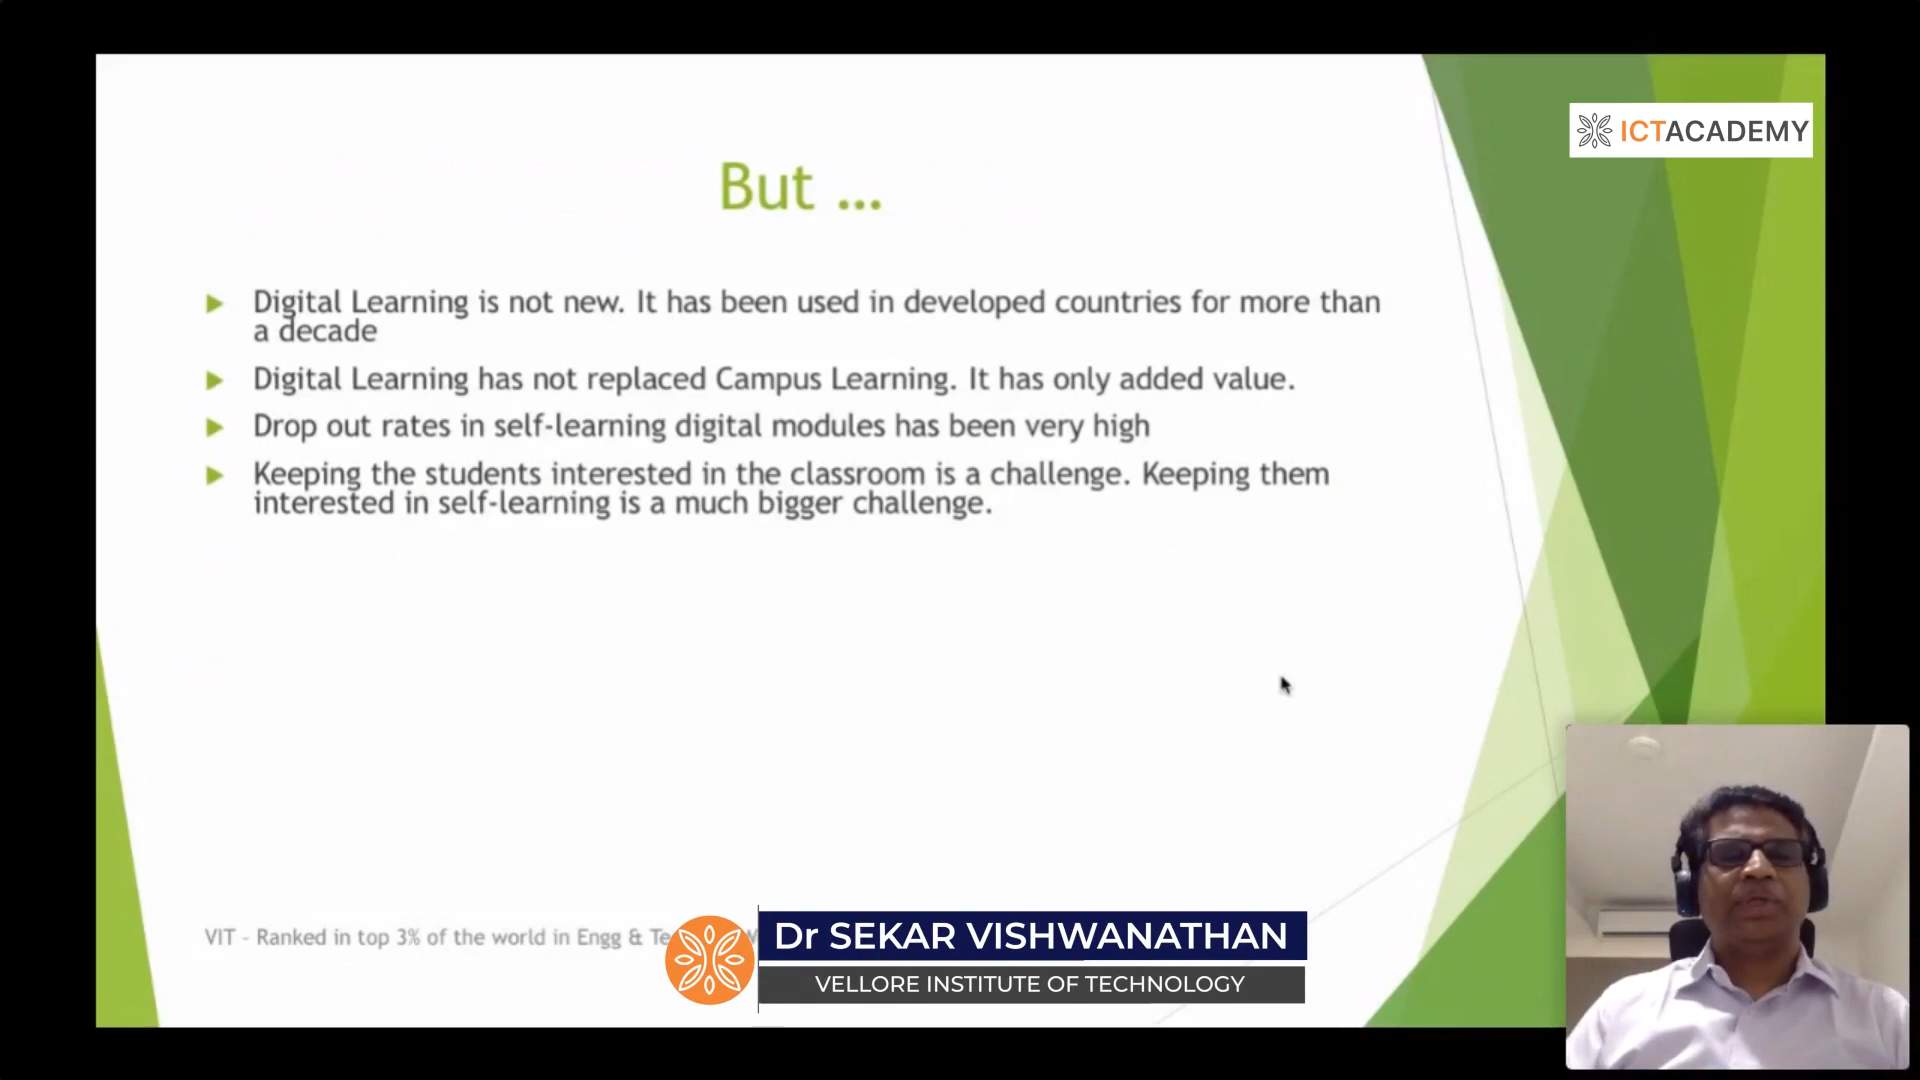 ICTACADEMY
But ...
Digital Learning is not new. It has been used in developed countries for more than
a decade
Digital Learning has not replaced Campus Learning. It has only added value.
Drop out rates in self-learning digital modules has been very high
Keeping the students interested in the classroom is a challenge. Keeping them
interested in self-learning is a much bigger challenge.
VIT - Ranked in top 3% of the world in Engg &
Dr SEKAR VISHWANATHAN
VELLORE INSTITUTE OF TECHNOLOGY